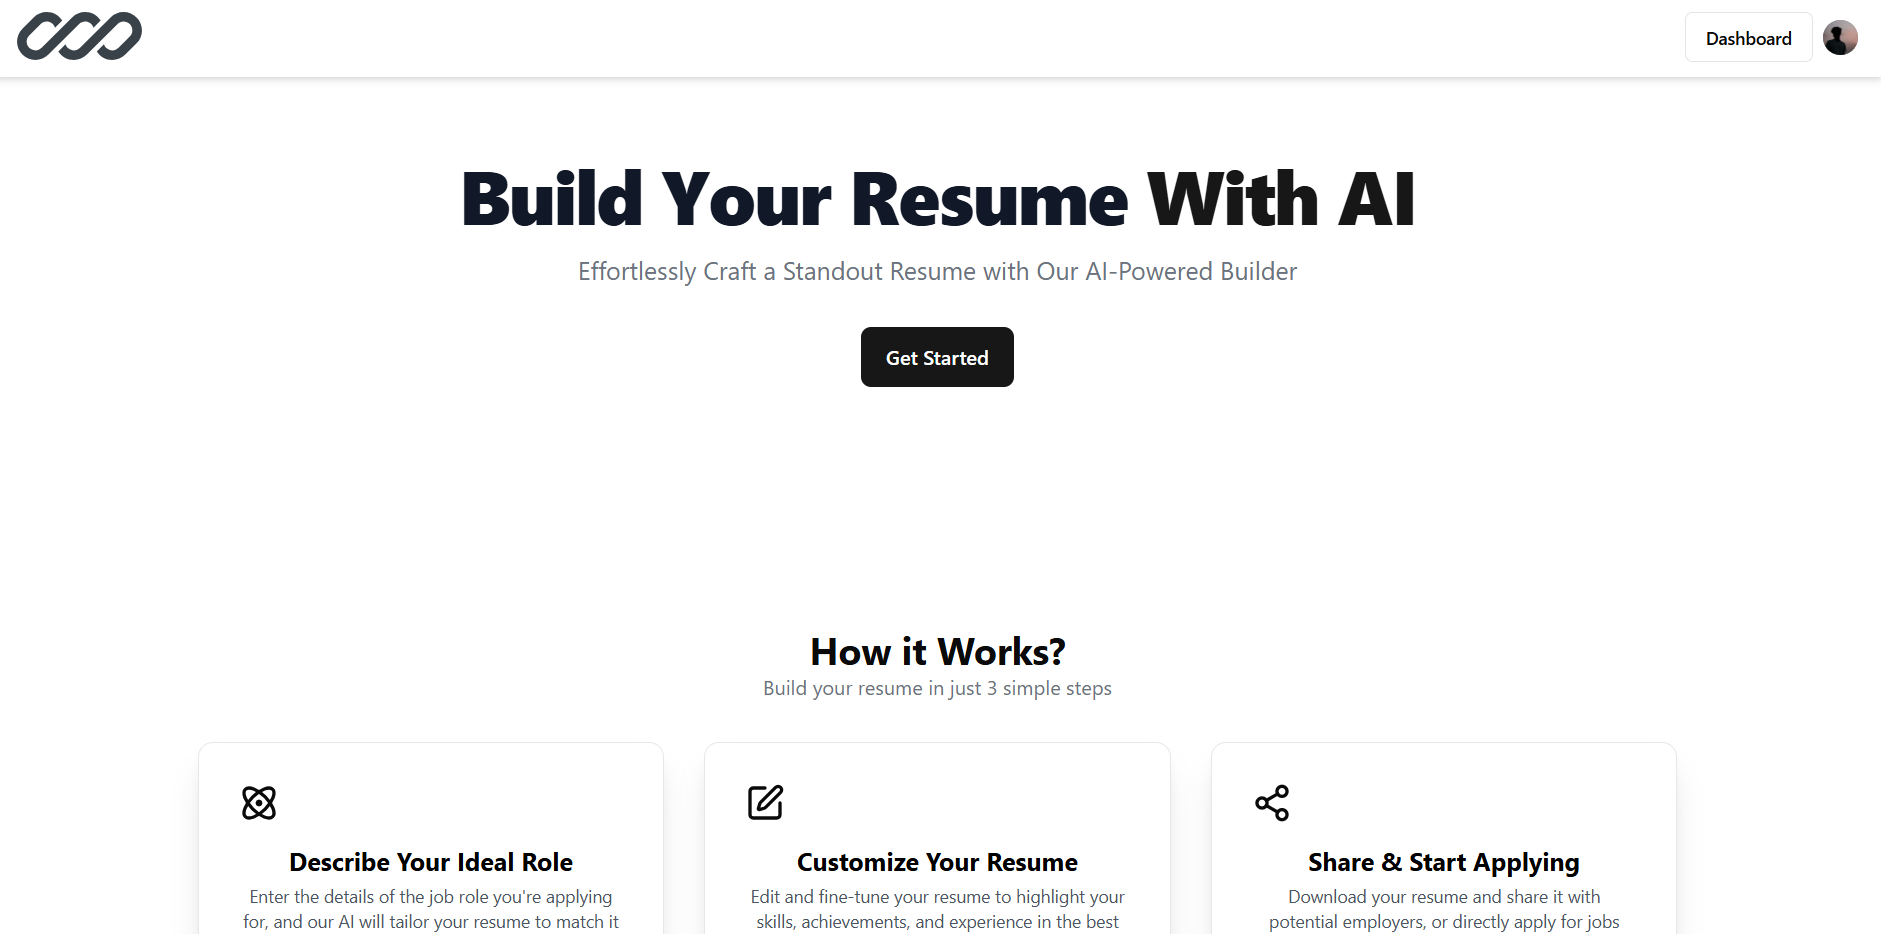 Dashboard
Build Your Resume With AI
Effortlessly Craft a Standout Resume with Our AI-Powered Builder
Get Started
How it Works?
Build your resume in just 3 simple steps
Describe Your Ideal Role
Enter the details of the job role you're applying
for, and our AI will tailor your resume to match it
Customize Your Resume
Edit and fine-tune your resume to highlight your
skills, achievements, and experience in the best
Share & Start Applying
Download your resume and share it with
potential employers, or directly apply for jobs